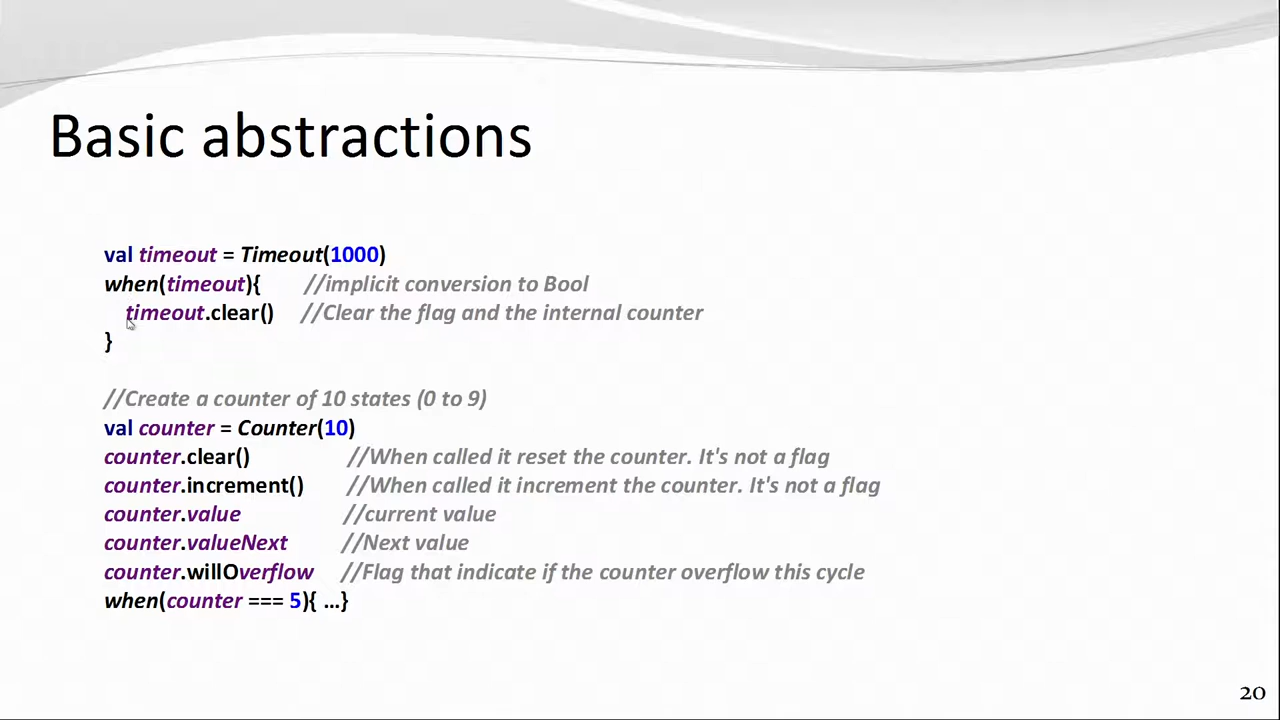 Basic abstractions
val timeout = Timeout(1000)
when(timeout){ //implicit conversion to Bool
timeout.clear() //Clear the flag and the internal counter
}
//Create a counter of 10 states (0 to 9)
val counter = Counter(10)
counter.clear() //When called it reset the counter. It's not a flag
counter.increment() //When called it increment the counter. It's not a flag
counter.value //current value
counter.valueNext //Next value
counter.willOverflow //Flag that indicate if the counter overflow this cycle
when(counter === 5){ …}
20